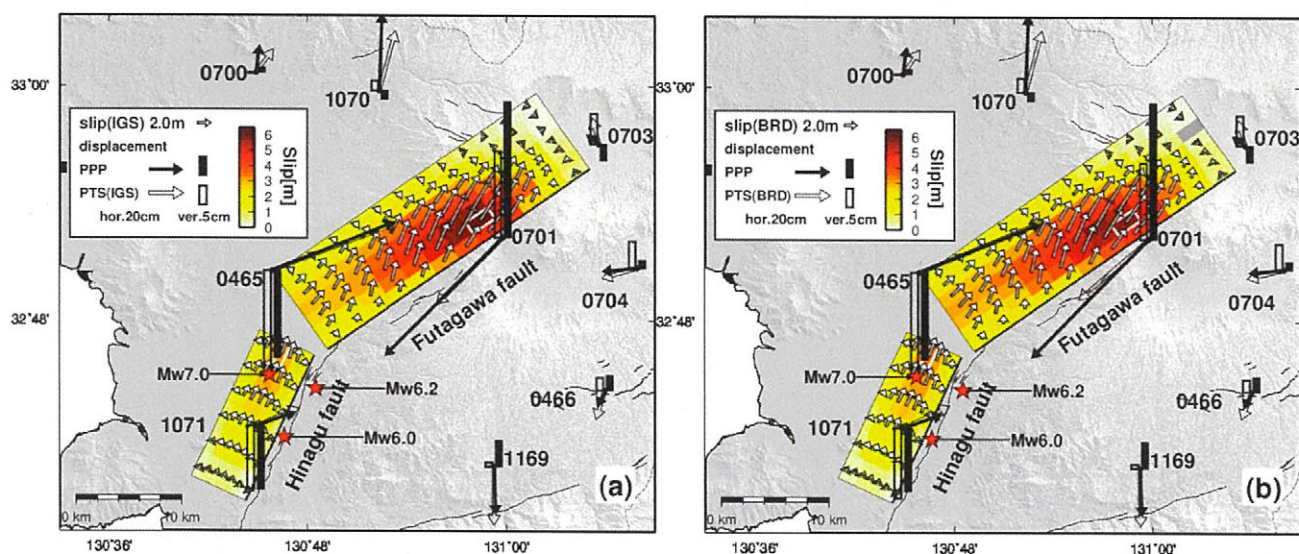 33°00'
32°48'
130°36'
130°48'
131°00'
slip(IGS) 2.0m
displacement
PPP
PTS(IGS)
hor.20cm ver.5cm
6
5
4
3
2
1
0
Slip[m]
0700
1070
0703
0701
0465
0704
Futagawa fault
Mw7.0
Mw6.2
0466
1071
Mw6.0
Hinagu fault
1169
0 km
10 km
(a)
33°00'
32°48'
130°36'
130°48'
131°00'
slip(BRD) 2.0m
displacement
PPP
PTS(BRD)
hor.20cm ver.5cm
6
5
4
3
2
1
0
Slip[m]
0700
1070
0703
0701
0465
0704
Futagawa fault
Mw7.0
Mw6.2
0466
1071
Mw6.0
Hinagu fault
1169
0 km
10 km
(b)